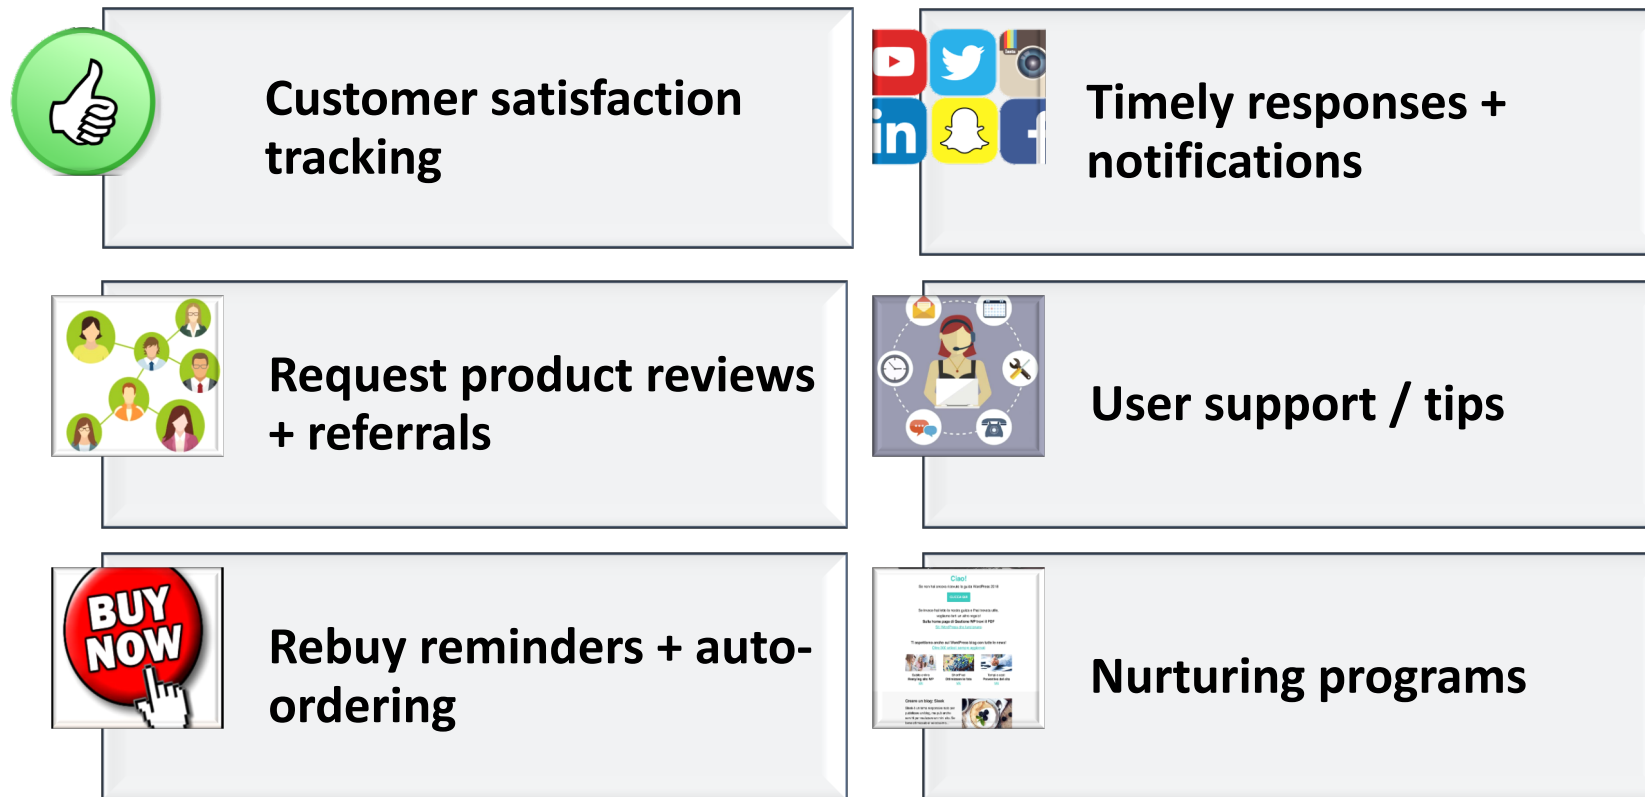 Customer satisfaction
tracking
in
f
Timely responses +
notifications
Request product reviews
+ referrals
User support / tips
BUY
NOW
Rebuy reminders + auto-
ordering
Ciao!
Nurturing programs